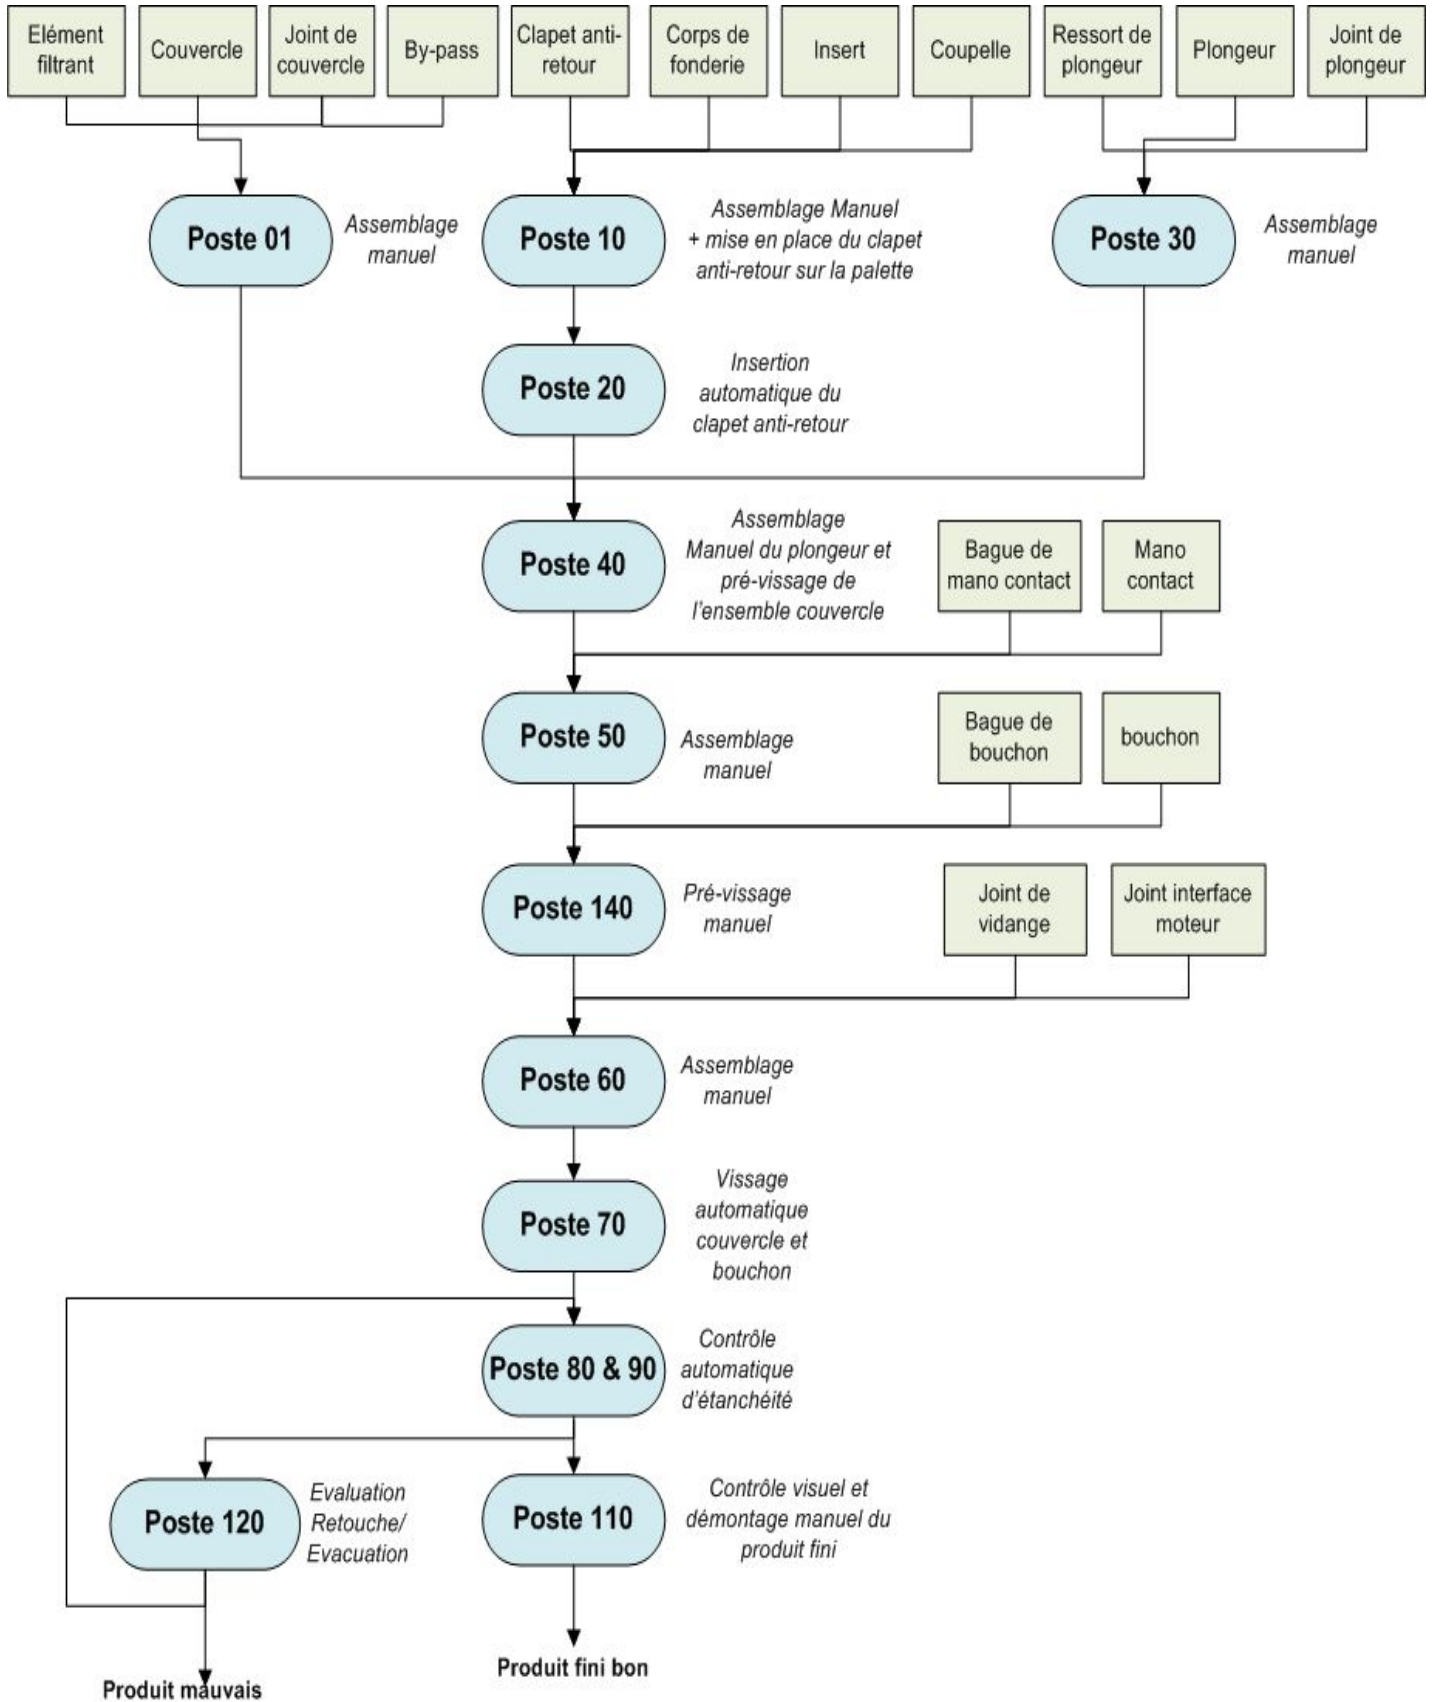 Elément
filtrant
Couvercle
Joint de
couvercle
By-pass
Clapet anti-
retour
Corps de
fonderie
Insert
Coupelle
Ressort de
plongeur
Plongeur
Joint de
plongeur
Poste 01
Assemblage
manuel
Poste 10
Assemblage Manuel
+ mise en place du clapet
anti-retour sur la palette
Poste 30
Assemblage
manuel
Poste 20
Insertion
automatique du
clapet anti-retour
Poste 40
Assemblage
Manuel du plongeur et
pré-vissage de
l'ensemble couvercle
Bague de
mano contact
Mano
contact
Poste 50
Assemblage
manuel
Bague de
bouchon
bouchon
Poste 140
Pré-vissage
manuel
Joint de
vidange
Joint interface
moteur
Poste 60
Assemblage
manuel
Poste 70
Vissage
automatique
couvercle et
bouchon
Poste 80 & 90
Contrôle
automatique
d'étanchéité
Poste 120
Evaluation
Retouche/
Evacuation
Poste 110
Contrôle visuel et
démontage manuel du
produit fini
Produit fini bon
Produit mauvais